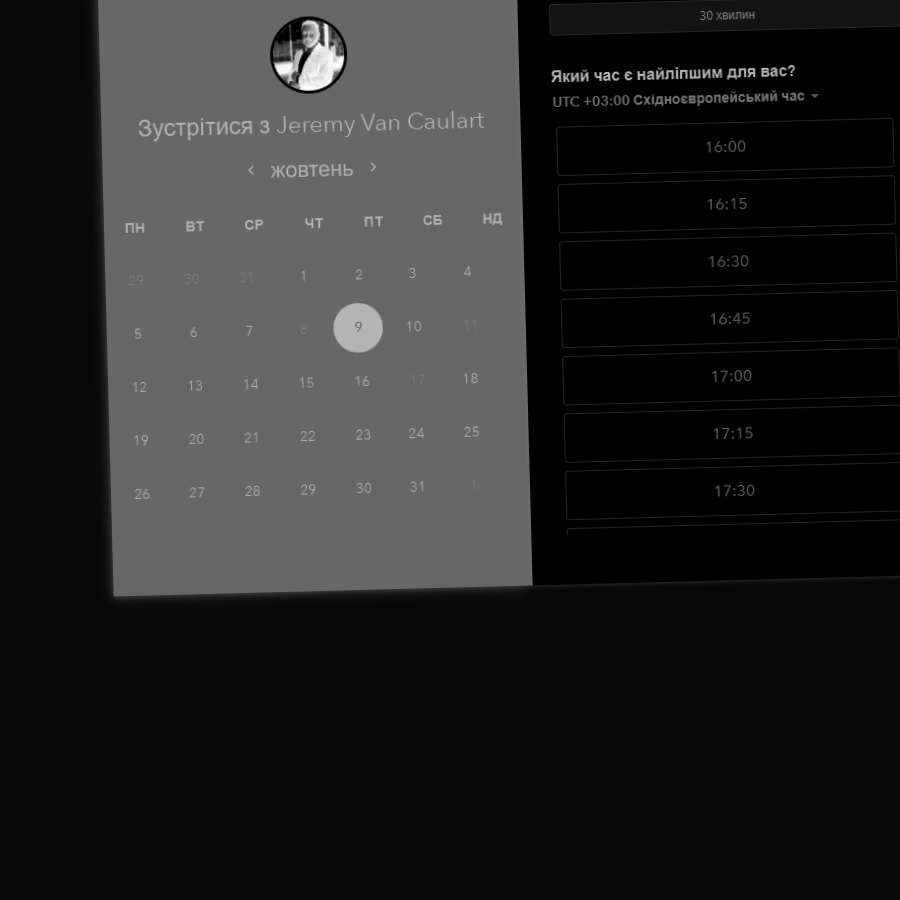 Зустрітися з Jeremy Van Caulart
жовтень
ПН ВТ СР ЧТ ПТ СБ НД
29 30 31 1 2 3 4
5 6 7 8 9 10 11
12 13 14 15 16 17 18
19 20 21 22 23 24 25
26 27 28 29 30 31 1
30 хвилин
Який час є найліпшим для вас?
UTC +03:00 Східноєвропейський час
16:00
16:15
16:30
16:45
17:00
17:15
17:30